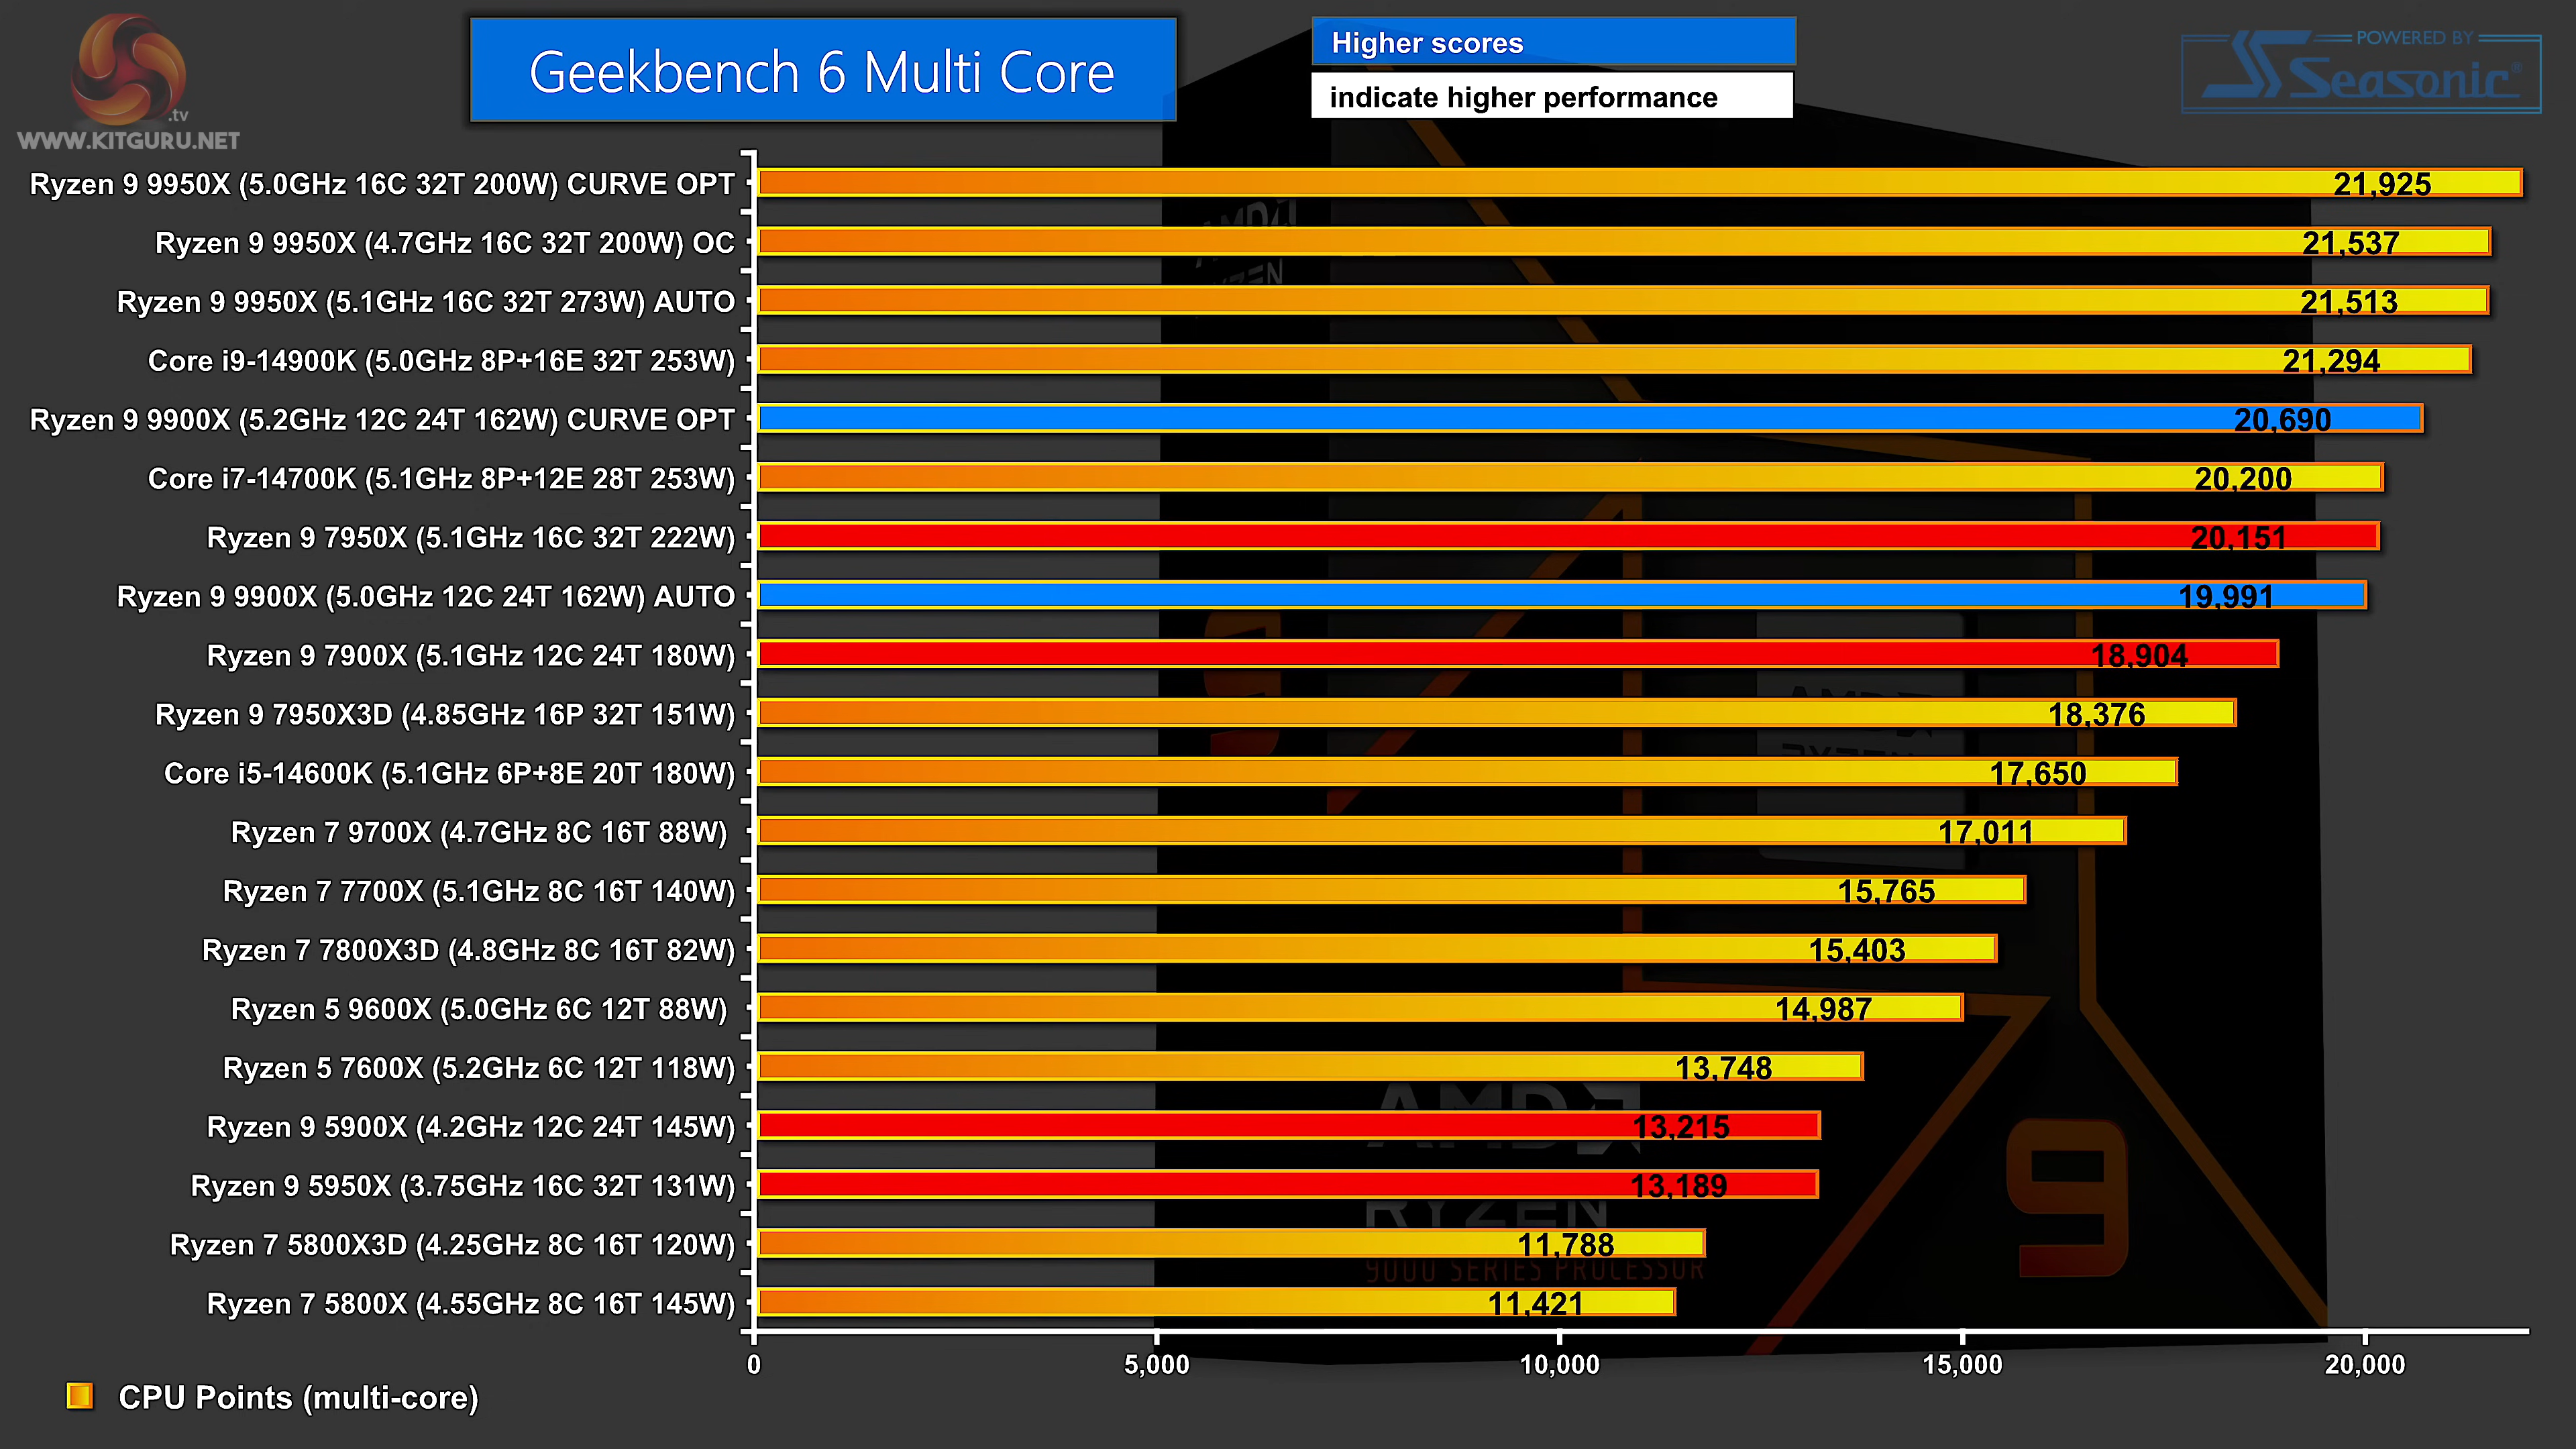 .tv
WWW.KITGURU.NET
Geekbench 6 Multi Core
Higher scores
indicate higher performance
POWERED BY
Seasonic®
Ryzen 9 9950X (5.0GHz 16C 32T 200W) CURVE OPT 21,925
Ryzen 9 9950X (4.7GHz 16C 32T 200W) OC 21,537
Ryzen 9 9950X (5.1GHz 16C 32T 273W) AUTO 21,513
Core i9-14900K (5.0GHz 8P+16E 32T 253W) 21,294
Ryzen 9 9900X (5.2GHz 12C 24T 162W) CURVE OPT 20,690
Core i7-14700K (5.1GHz 8P+12E 28T 253W) 20,200
Ryzen 9 7950X (5.1GHz 16C 32T 222W) 20,151
Ryzen 9 9900X (5.0GHz 12C 24T 162W) AUTO 19,991
Ryzen 9 7900X (5.1GHz 12C 24T 180W) 18,904
Ryzen 9 7950X3D (4.85GHz 16P 32T 151W) 18,376
Core i5-14600K (5.1GHz 6P+8E 20T 180W) 17,650
Ryzen 7 9700X (4.7GHz 8C 16T 88W) 17,011
Ryzen 7 7700X (5.1GHz 8C 16T 140W) 15,765
Ryzen 7 7800X3D (4.8GHz 8C 16T 82W) 15,403
Ryzen 5 9600X (5.0GHz 6C 12T 88W) 14,987
Ryzen 5 7600X (5.2GHz 6C 12T 118W) 13,748
Ryzen 9 5900X (4.2GHz 12C 24T 145W) 13,215
Ryzen 9 5950X (3.75GHz 16C 32T 131W) 13,189
Ryzen 7 5800X3D (4.25GHz 8C 16T 120W) 11,788
Ryzen 7 5800X (4.55GHz 8C 16T 145W) 11,421
AMD
RYZEN
9000 SERIES PROCESSOR
9
0 5,000 10,000 15,000 20,000
CPU Points (multi-core)